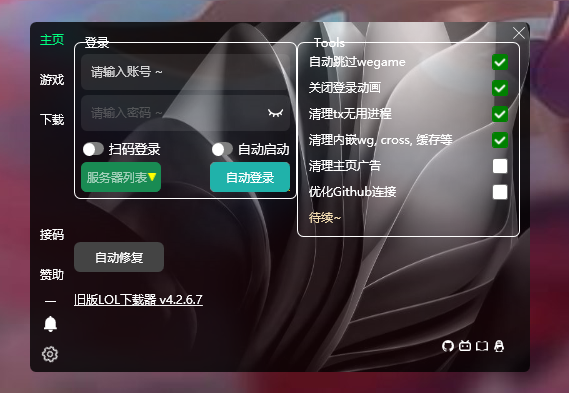 主页
游戏
下载
接码
赞助
登录
请输入账号 ~
请输入密码 ~
扫码登录
自动启动
服务器列表▼
自动登录
自动修复
旧版LOL下载器 v4.2.6.7
Tools
自动跳过wegame
关闭登录动画
清理tx无用进程
清理内嵌wg, cross, 缓存等
清理主页广告
优化Github连接
待续~